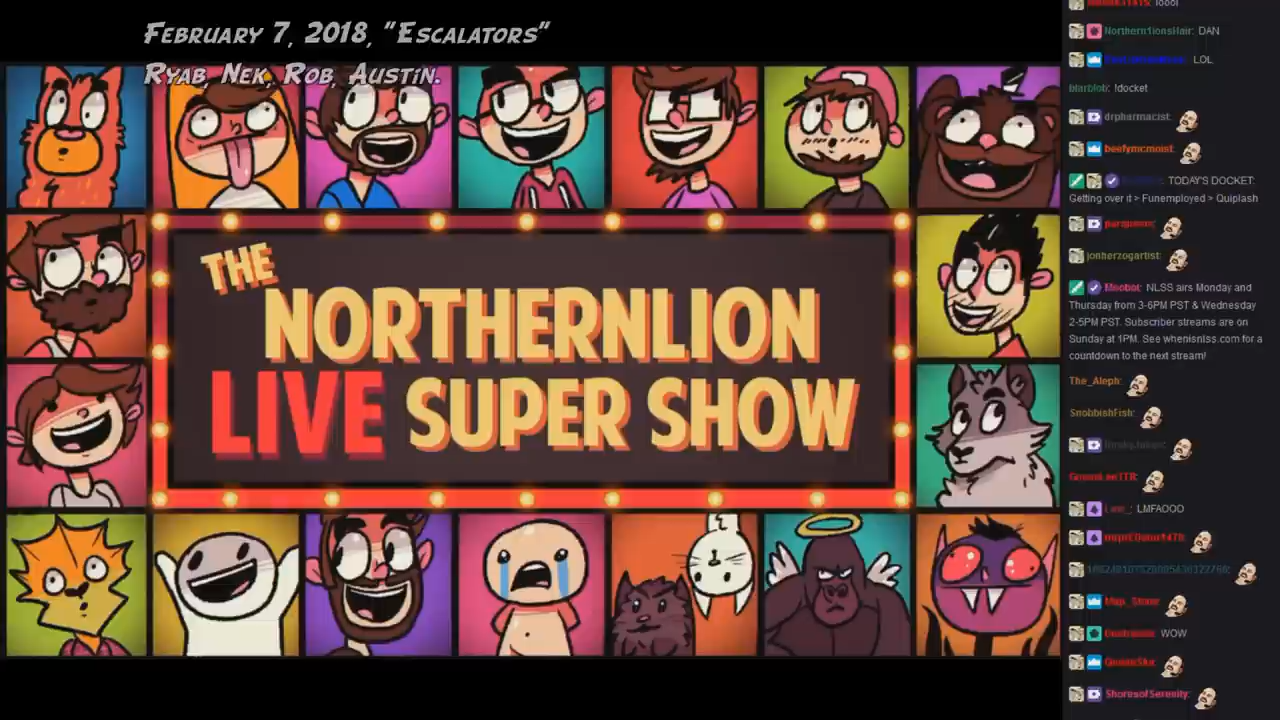 February 7, 2018, "Escalators"
Ryab, Nek, Rob, Austin.
THE
NORTHERNLION
LIVE SUPER SHOW
Northern1ionsHair: DAN
LOL
blarblob: !docket
drpharmacist:
beefymcmoist:
TODAY'S DOCKET:
Getting over it > Funemployed > Quiplash
jonherzogartist:
Moobot: NLSS airs Monday and
Thursday from 3-6PM PST & Wednesday
2-5PM PST. Subscriber streams are on
Sunday at 1PM. See whenisnlss.com for a
countdown to the next stream!
The_Aleph:
SnobbishFish:
LMFAOOO
WOW
ShoresofSerenity: